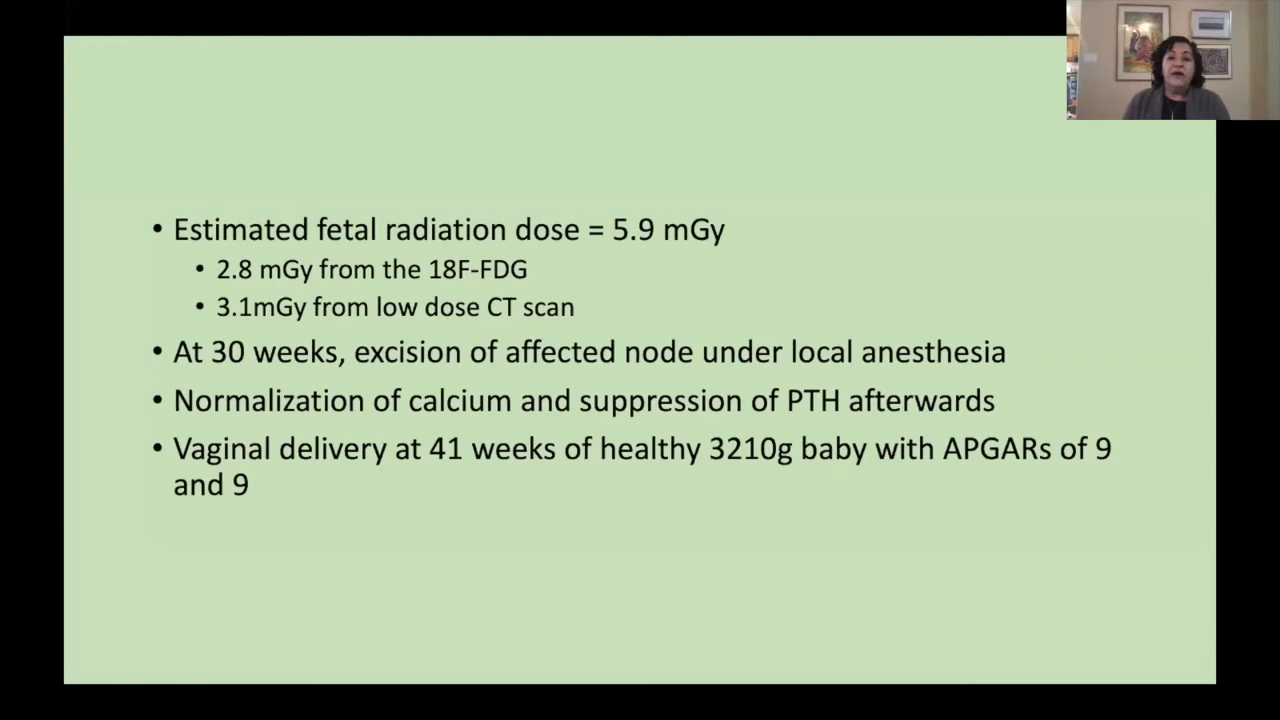 • Estimated fetal radiation dose = 5.9 mGy
• 2.8 mGy from the 18F-FDG
• 3.1mGy from low dose CT scan
• At 30 weeks, excision of affected node under local anesthesia
• Normalization of calcium and suppression of PTH afterwards
• Vaginal delivery at 41 weeks of healthy 3210g baby with APGARs of 9
and 9